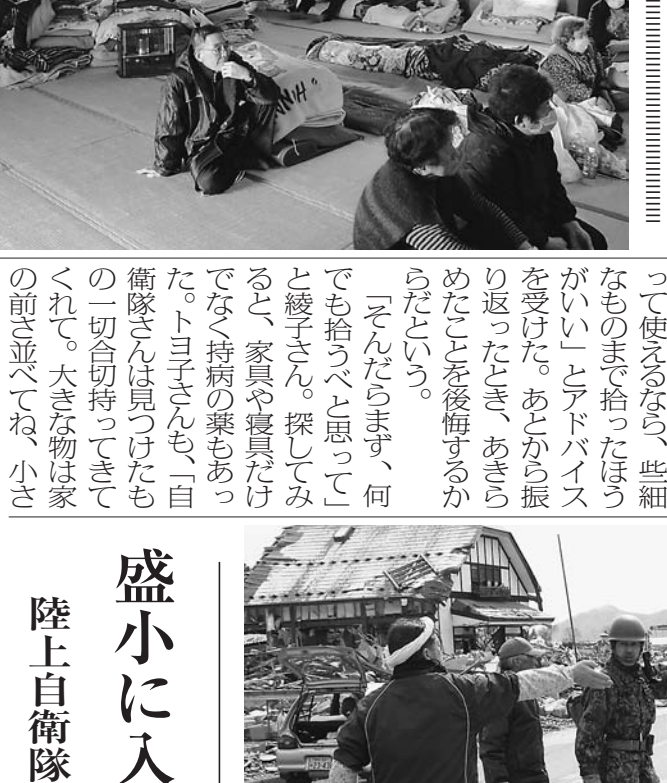 って使えるなら、些細
なものまで拾ったほう
がいい」とアドバイス
を受けた。あとから振
り返ったとき、あきら
めたことを後悔するか
らだという。
「そんだらまず、何
でも拾うべと思って」
と綾子さん。探してみ
ると、家具や寝具だけ
でなく持病の薬もあっ
た。トヨ子さんも、「自
衛隊さんは見つけたも
の一切合切持ってきて
くれて。大きな物は家
の前さ並べてね、小さ
盛小に入
陸上自衛隊